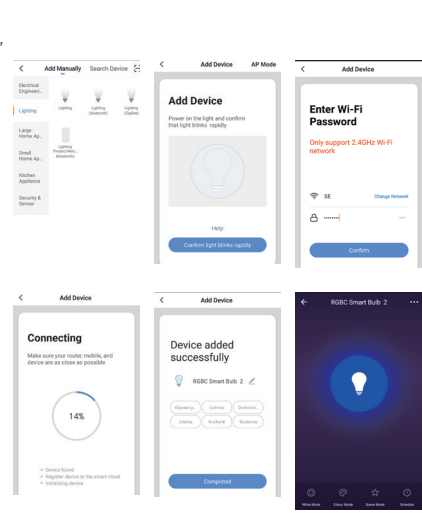 Add Manually Search Device
Electrical
Engineeri...
Lighting
Large
Home Ap...
Small
Home Ap...
Kitchen
Appliance
Security &
Sensor
Lighting
Lighting
(bluetooth)
Lighting
(ZigBee)
Lighting
(bluetooth)
Add Device AP Mode
Add Device
Power on the light and confirm
that light blinks rapidly
Help
Confirm light blinks rapidly
Add Device
Enter Wi-Fi
Password
Only support 2.4GHz Wi-Fi
network
SE Change Network
Confirm
Add Device
Connecting
Make sure your router, mobile, and
device are as close as possible
14%
Device found
Register device to the smart cloud
Initializing device
Add Device
Device added
successfully
RGBC Smart Bulb 2
Ložnice
Jídelna Kuchyně
Completed
RGBC Smart Bulb 2
White Mode Colour Mode Scene Mode Schedule